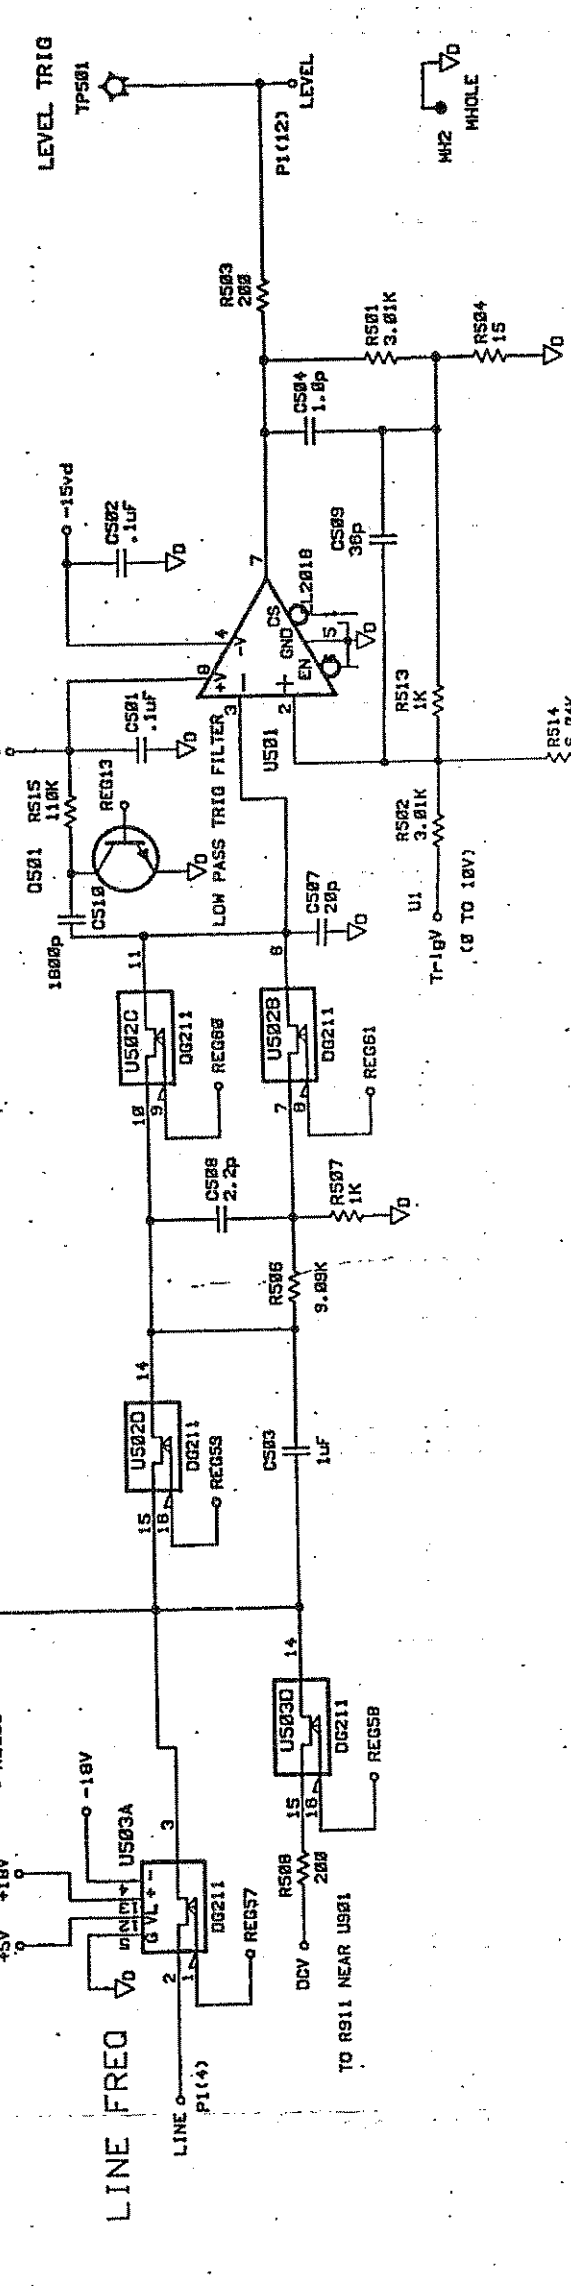 LEVEL TRIG
TP501
LEVEL
P1(12)
MH2
MHOLE
R503
200
R501
3.01K
R504
15
C504
1.0p
-15vd
C502
.1uF
C509
36p
7
4
8
-V
+V
CS
GND
5
EN
3
2
U501
C501
.1uF
R513
1K
R514
R515
110K
REG13
Q501
LOW PASS TRIG FILTER
R502
3.01K
U1
TrigV
(0 TO 10V)
C510
1800p
C507
20p
11
6
U502C
DG211
REG60
10
9
U502B
DG211
REG61
7
8
C508
2.2p
R507
1K
R506
9.09K
14
U502D
DG211
REG59
15
16
C503
1uF
14
U503D
DG211
REG58
15
16
R508
200
DCV
TO R911 NEAR U901
-18V
+18V
+5V
U503A
3
G VL + -
DG211
REG57
2
1
LINE FREQ
LINE
P1(4)